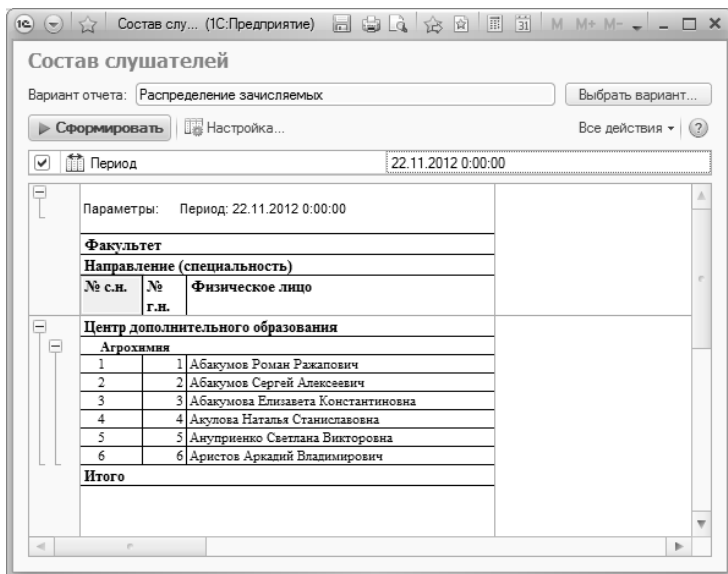 Состав слу... (1С:Предприятие) 31 M M+ M-
Состав слушателей
Вариант отчета: Распределение зачисляемых Выбрать вариант...
Сформировать Настройка... Все действия ?
Период 22.11.2012 0:00:00
Параметры: Период: 22.11.2012 0:00:00
Факультет
Направление (специальность)
№ с.н. № г.н. Физическое лицо
Центр дополнительного образования
Агрохимия
1 1 Абакумов Роман Ражапович
2 2 Абакумов Сергей Алексеевич
3 3 Абакумова Елизавета Константиновна
4 4 Акулова Наталья Станиславовна
5 5 Ануприенко Светлана Викторовна
6 6 Аристов Аркадий Владимирович
Итого